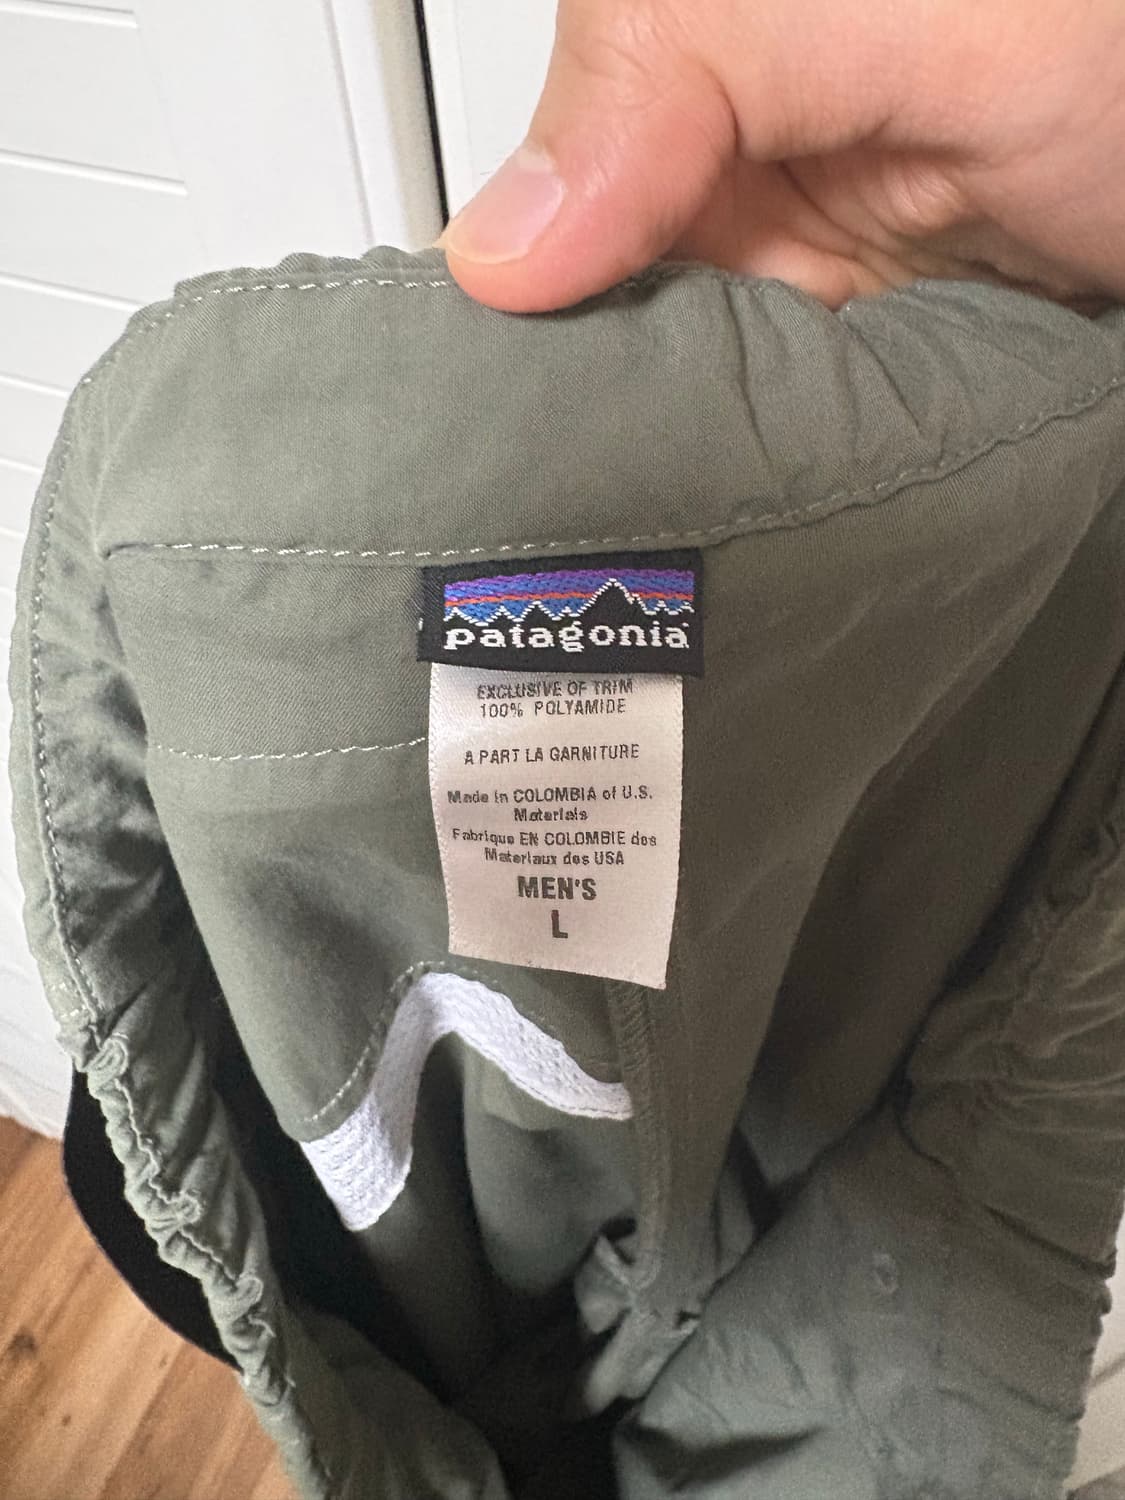 patagonia
EXCLUSIVE OF TRIM
100% POLYAMIDE
A PART LA GARNITURE
Made in COLOMBIA of U.S.
Materials
Fabrique EN COLOMBIE des
Materiaux des USA
MEN'S
L